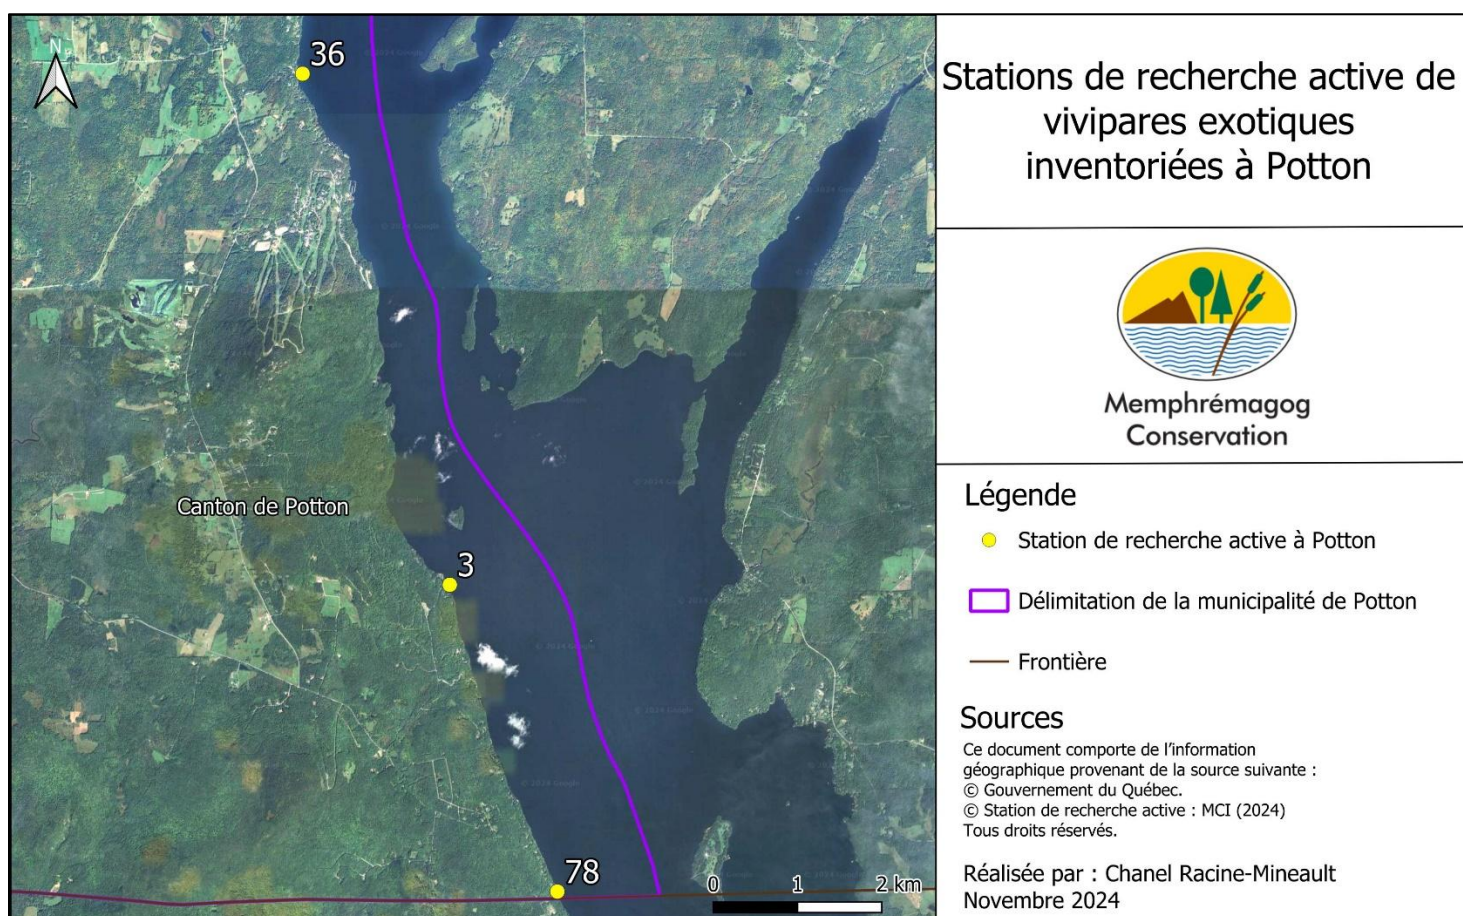 N
36
Canton de Potton
3
78
0 1 2 km
Stations de recherche active de
vivipares exotiques
inventoriées à Potton
Memphrémagog
Conservation
Légende
Station de recherche active à Potton
Délimitation de la municipalité de Potton
Frontière
Sources
Ce document comporte de l'information
géographique provenant de la source suivante :
© Gouvernement du Québec.
© Station de recherche active : MCI (2024)
Tous droits réservés.
Réalisée par : Chanel Racine-Mineault
Novembre 2024